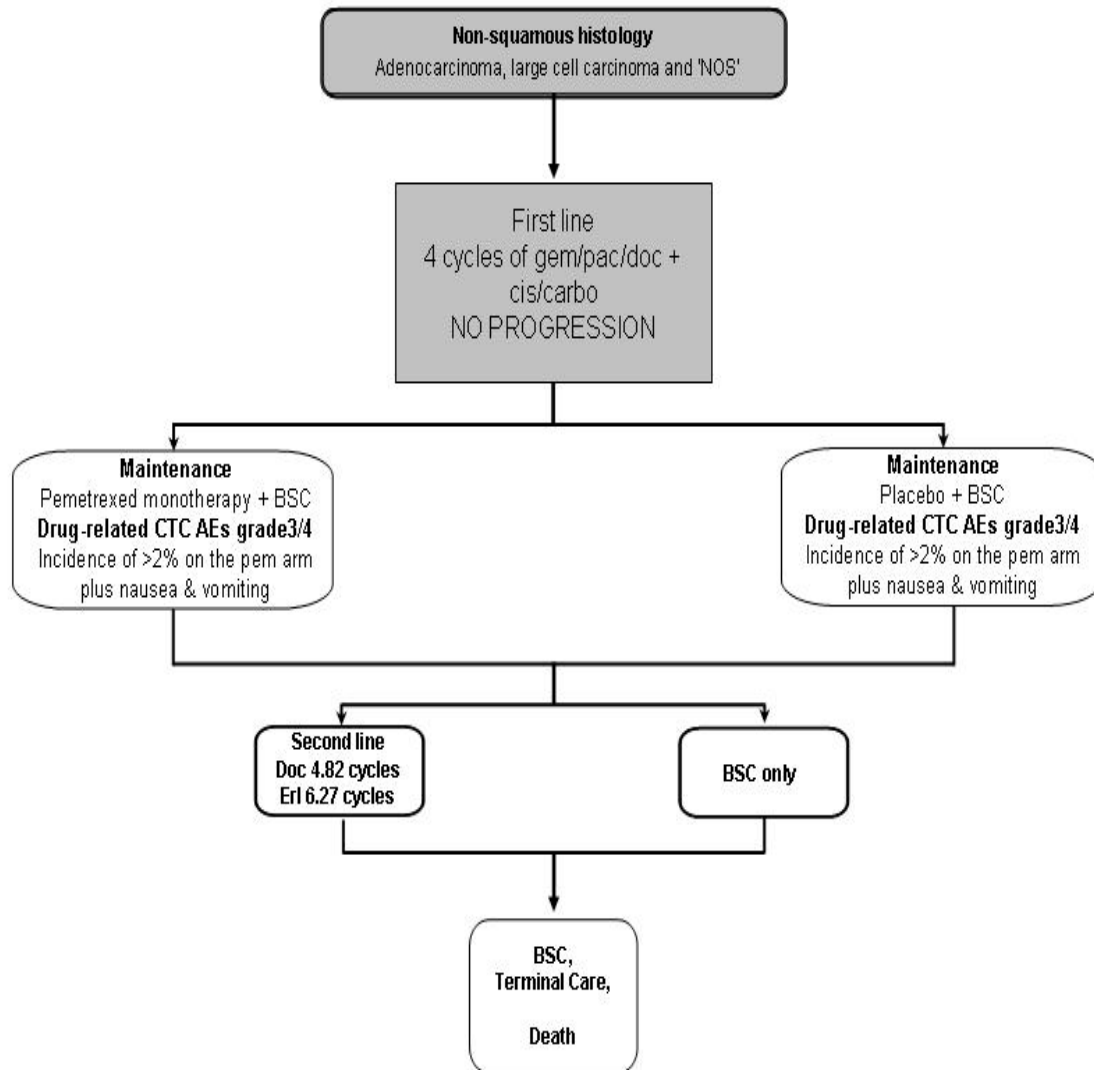 Non-squamous histology
Adenocarcinoma, large cell carcinoma and 'NOS'
First line
4 cycles of gem/pac/doc +
cis/carbo
NO PROGRESSION
Maintenance
Pemetrexed monotherapy + BSC
Drug-related CTC AEs grade3/4
Incidence of >2% on the pem arm
plus nausea & vomiting
Maintenance
Placebo + BSC
Drug-related CTC AEs grade3/4
Incidence of >2% on the pem arm
plus nausea & vomiting
Second line
Doc 4.82 cycles
Erl 6.27 cycles
BSC only
BSC,
Terminal Care,
Death